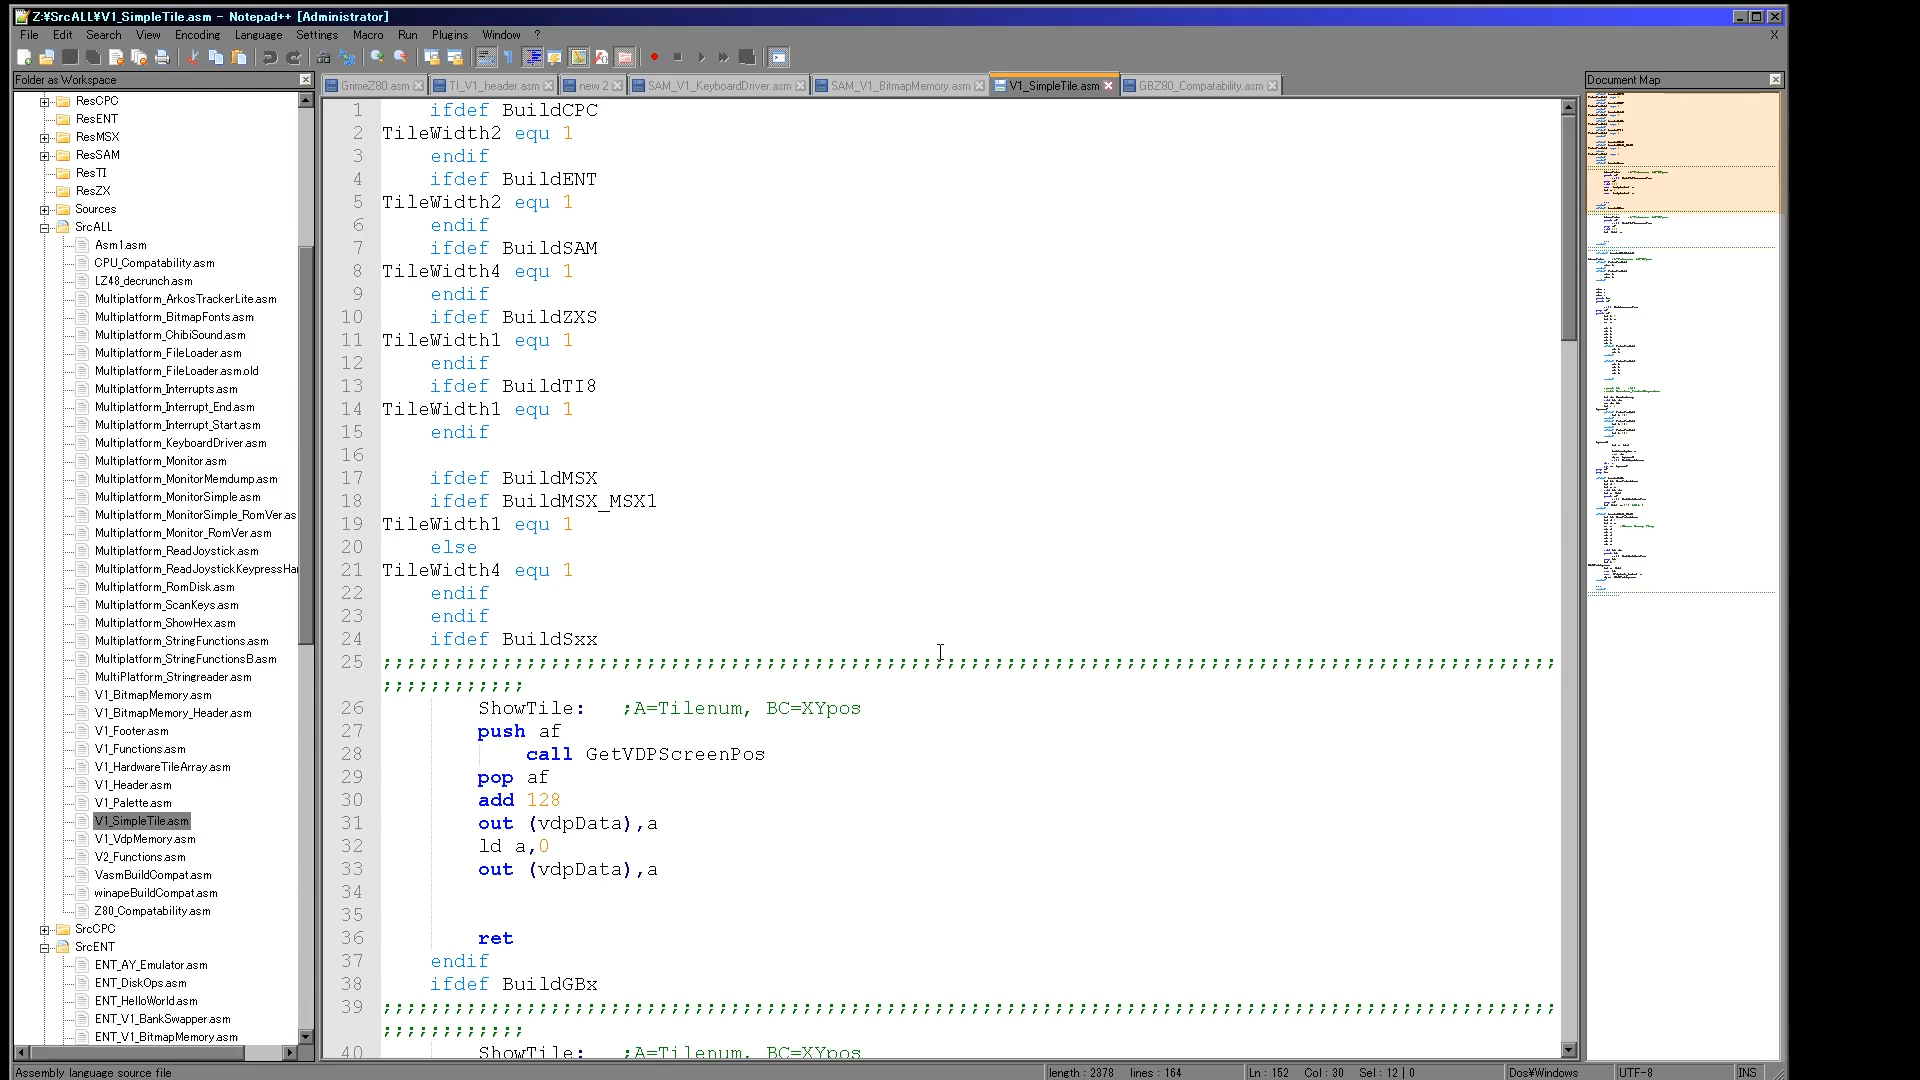 Z:¥SrcALL¥V1_SimpleTile.asm - Notepad++ [Administrator]
File Edit Search View Encoding Language Settings Macro Run Plugins Window ? X
Folder as Workspace
GrimeZ80.asm TI_V1_header.asm new 2 SAM_V1_KeyboardDriver.asm SAM_V1_BitmapMemory.asm V1_SimpleTile.asm GBZ80_Compatability.asm
Document Map
ResCPC
ResENT
ResMSX
ResSAM
ResTI
ResZX
Sources
SrcALL
Asm1.asm
CPU_Compatability.asm
LZ48_decrunch.asm
Multiplatform_ArkosTrackerLite.asm
Multiplatform_BitmapFonts.asm
Multiplatform_ChibiSound.asm
Multiplatform_FileLoader.asm
Multiplatform_FileLoader.asm.old
Multiplatform_Interrupts.asm
Multiplatform_Interrupt_End.asm
Multiplatform_Interrupt_Start.asm
Multiplatform_KeyboardDriver.asm
Multiplatform_Monitor.asm
Multiplatform_MonitorMemdump.asm
Multiplatform_MonitorSimple.asm
Multiplatform_MonitorSimple_RomVer.as
Multiplatform_Monitor_RomVer.asm
Multiplatform_ReadJoystick.asm
Multiplatform_ReadJoystickKeypressHa
Multiplatform_RomDisk.asm
Multiplatform_ScanKeys.asm
Multiplatform_ShowHex.asm
Multiplatform_StringFunctions.asm
Multiplatform_StringFunctionsB.asm
MultiPlatform_Stringreader.asm
V1_BitmapMemory.asm
V1_BitmapMemory_Header.asm
V1_Footer.asm
V1_Functions.asm
V1_HardwareTileArray.asm
V1_Header.asm
V1_Palette.asm
V1_SimpleTile.asm
V1_VdpMemory.asm
V2_Functions.asm
VasmBuildCompat.asm
winapeBuildCompat.asm
Z80_Compatability.asm
SrcCPC
SrcENT
ENT_AY_Emulator.asm
ENT_DiskOps.asm
ENT_HelloWorld.asm
ENT_V1_BankSwapper.asm
ENT_V1_BitmapMemory.asm
1 ifdef BuildCPC
2 TileWidth2 equ 1
3 endif
4 ifdef BuildENT
5 TileWidth2 equ 1
6 endif
7 ifdef BuildSAM
8 TileWidth4 equ 1
9 endif
10 ifdef BuildZXS
11 TileWidth1 equ 1
12 endif
13 ifdef BuildTI8
14 TileWidth1 equ 1
15 endif
16
17 ifdef BuildMSX
18 ifdef BuildMSX_MSX1
19 TileWidth1 equ 1
20 else
21 TileWidth4 equ 1
22 endif
23 endif
24 ifdef BuildSxx
25 ;;;;;;;;;;;;;;;;;;;;;;;;;;;;;;;;;;;;;;;;;;;;;;;;;;;;;;;;;;;;;;;;;;;;;;;;;;;;;;;;;;;;;;;;;;;;;;;;;;
;;;;;;;;;;;;
26 ShowTile: ;A=Tilenum, BC=XYpos
27 push af
28 call GetVDPScreenPos
29 pop af
30 add 128
31 out (vdpData),a
32 ld a,0
33 out (vdpData),a
34
35
36 ret
37 endif
38 ifdef BuildGBx
39 ;;;;;;;;;;;;;;;;;;;;;;;;;;;;;;;;;;;;;;;;;;;;;;;;;;;;;;;;;;;;;;;;;;;;;;;;;;;;;;;;;;;;;;;;;;;;;;;;;;
;;;;;;;;;;;;
40 ShowTile: ;A=Tilenum, BC=XYpos
Assembly language source file length : 2378 lines : 164 Ln : 152 Col : 30 Sel : 12 | 0 Dos¥Windows UTF-8 INS